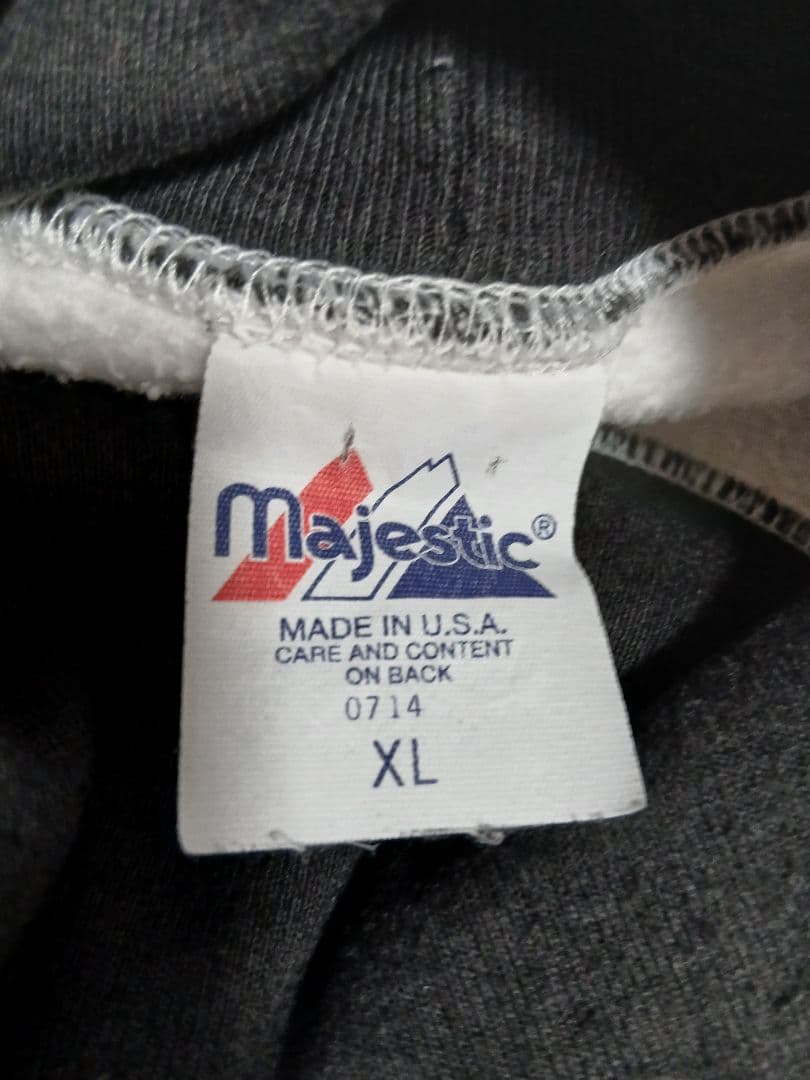 Majestic®
MADE IN U.S.A.
CARE AND CONTENT
ON BACK
0714
XL